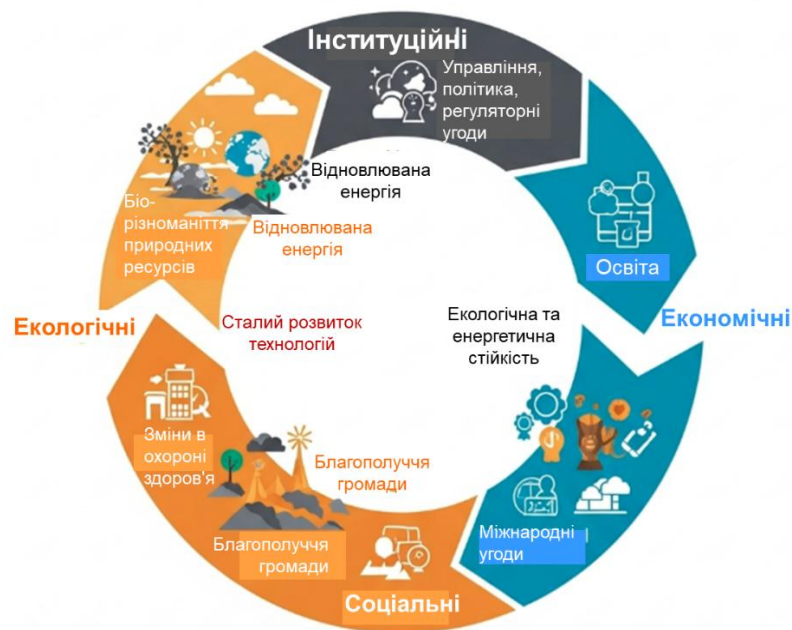 Інституційні
Управління,
політика,
регуляторні
угоди
Відновлювана
енергія
Біо-
різноманіття
природних
ресурсів
Відновлювана
енергія
Освіта
Екологічні
Сталий розвиток
технологій
Екологічна та
енергетична
стійкість
Економічні
Зміни в
охороні
здоров'я
Благополуччя
громади
Благополуччя
громади
Міжнародні
угоди
Соціальні